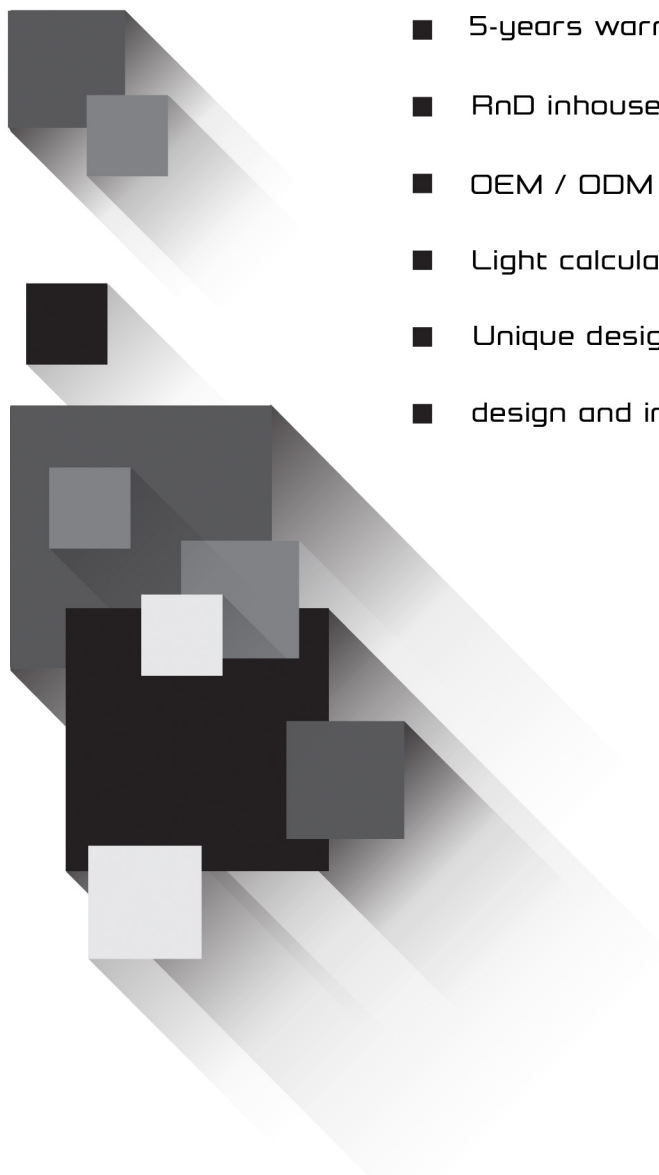 5-years
RnD inhouse
OEM / ODM
Light
Unique
design and